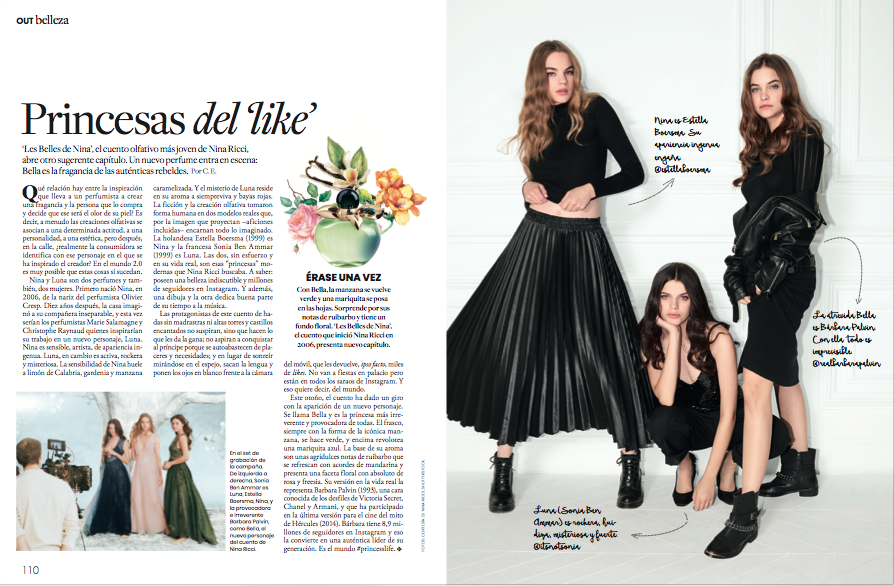 OUT belleza
Princesas del ‘like’
‘Les Belles de Nina’, el cuento olfativo más joven de Nina Ricci,
abre otro sugerente capítulo. Un nuevo perfume entra en escena:
Bella es la fragancia de las auténticas rebeldes. Por C. E.
Qué relación hay entre la inspiración
que lleva a un perfumista a crear
una fragancia y la persona que lo compra
y decide que ese será el olor de su piel? Es
decir, a menudo las creaciones olfativas se
asocian a una determinada actitud, a una
personalidad, a una estética, pero después,
en la calle, ¿realmente la consumidora se
identifica con ese personaje en el que se
ha inspirado el creador? En el mundo 2.0
es muy posible que estas cosas sí sucedan.
Nina y Luna son dos perfumes y tam-
bién, dos mujeres. Primero nació Nina, en
2006, de la nariz del perfumista Olivier
Cresp. Diez años después, la casa imagi-
nó a su compañera inseparable, y esta vez
serían los perfumistas Marie Salamagne y
Christophe Raynaud quienes inspirarían
su trabajo en un nuevo personaje, Luna.
Nina es sensible, artista, de apariencia in-
genua. Luna, en cambio es activa, rockera
y misteriosa. La sensibilidad de Nina huele
a limón de Calabria, gardenia y manzana
caramelizada. Y el misterio de Luna reside
en su aroma a siempreviva y bayas rojas.
La ficción y la creación olfativa tomaron
forma humana en dos modelos reales que,
por la imagen que proyectan –aficiones
incluidas– encarnan todo lo imaginado.
La holandesa Estella Boersma (1999) es
Nina y la francesa Sonia Ben Ammar
(1999) es Luna. Las dos, sin esfuerzo y
en su vida real, son esas “princesas” mo-
dernas que Nina Ricci buscaba. A saber:
poseen una belleza indiscutible y millones
de seguidores en Instagram. Y además,
una dibuja y la otra dedica buena parte
de su tiempo a la música.
Las protagonistas de este cuento de ha-
das sin madrastras ni altas torres y castillos
encantados no suspiran, sino que hacen lo
que les da la gana; no aspiran a conquistar
al príncipe porque se autoabastecen de pla-
ceres y necesidades; y en lugar de sonreír
mirándose en el espejo, sacan la lengua y
ponen los ojos en blanco frente a la cámara
ÉRASE UNA VEZ
Con Bella, la manzana se vuelve
verde y una mariquita se posa
en las hojas. Sorprende por sus
notas de ruibarbo y tiene un
fondo floral. ‘Les Belles de Nina’,
el cuento que inició Nina Ricci en
2006, presenta nuevo capítulo.
del móvil, que les devuelve, ipso facto, miles
de likes. No van a fiestas en palacio pero
están en todos los saraos de Instagram. Y
eso quiere decir, del mundo.
Este otoño, el cuento ha dado un giro
con la aparición de un nuevo personaje.
Se llama Bella y es la princesa más irre-
verente y provocadora de todas. El frasco,
siempre con la forma de la icónica man-
zana, se hace verde, y encima revolotea
una mariquita azul. La base de su aroma
son unas agridulces notas de ruibarbo que
se refrescan con acordes de mandarina y
presentan una faceta floral con absoluto de
rosa y freesia. Su versión en la vida real la
representa Barbara Palvin (1993), una cara
conocida de los desfiles de Victoria Secret,
Chanel y Armani, y que ha participado
en la última versión para el cine del mito
de Hércules (2014). Bárbara tiene 8,9 mi-
llones de seguidores en Instagram y eso
la convierte en una auténtica líder de su
generación. Es el mundo #princesslife.
En el set de
grabación de
la campaña.
De izquierda a
derecha, Sonia
Ben Ammar es
Luna, Estella
Boersma, Nina, y
la provocadora
e irreverente
Barbara Palvin,
como Bella, el
nuevo personaje
del cuento de
Nina Ricci.
110
Nina es Estella
Boersma. Su
apariencia ingenua
engaña
@estellaboersma
La atrevida Bella
es Bárbara Palvin.
Con ella todo es
imprevisible
@realbarbarapalvin
Luna (Sonia Ben
Ammar) es rockera, hui-
diza, misteriosa y fuerte.
@itsnotsonia